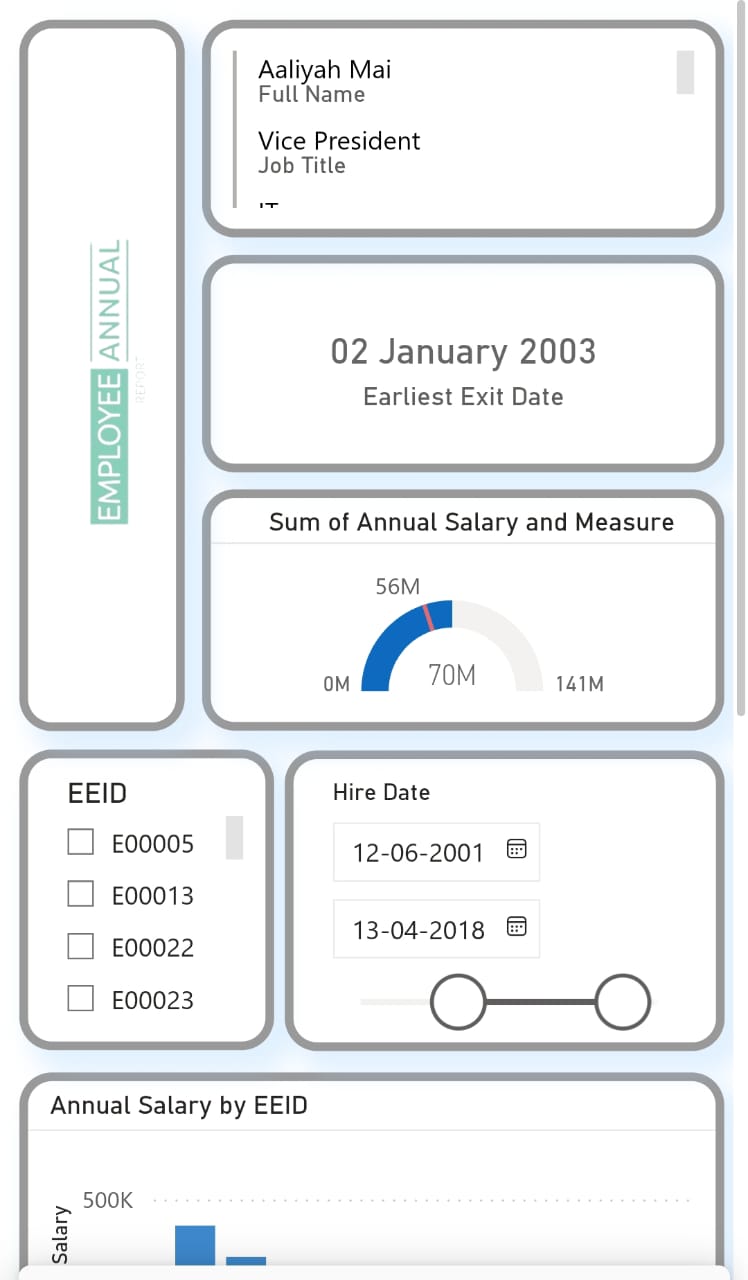 EMPLOYEE ANNUAL
REPORT
Aaliyah Mai
Full Name
Vice President
Job Title
IT
02 January 2003
Earliest Exit Date
Sum of Annual Salary and Measure
56M
0M
70M
141M
EEID
E00005
E00013
E00022
E00023
Hire Date
12-06-2001
13-04-2018
Annual Salary by EEID
500K
Salary